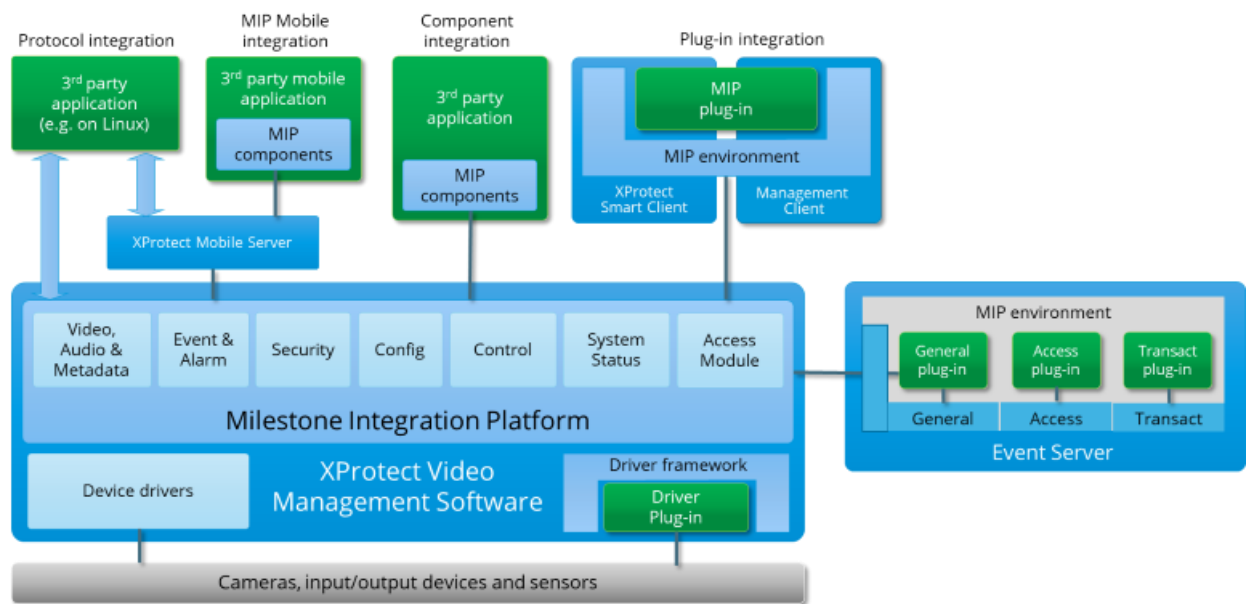 Protocol integration
MIP Mobile
integration
Component
integration
Plug-in integration
3rd party
application
(e.g. on Linux)
3rd party mobile
application
MIP
components
3rd party
application
MIP
components
MIP
plug-in
MIP environment
XProtect
Smart Client
Management
Client
XProtect Mobile Server
Video,
Audio &
Metadata
Event &
Alarm
Security
Config
Control
System
Status
Access
Module
Milestone Integration Platform
MIP environment
General
plug-in
Access
plug-in
Transact
plug-in
General
Access
Transact
Event Server
Device drivers
XProtect Video
Management Software
Driver framework
Driver
Plug-in
Cameras, input/output devices and sensors